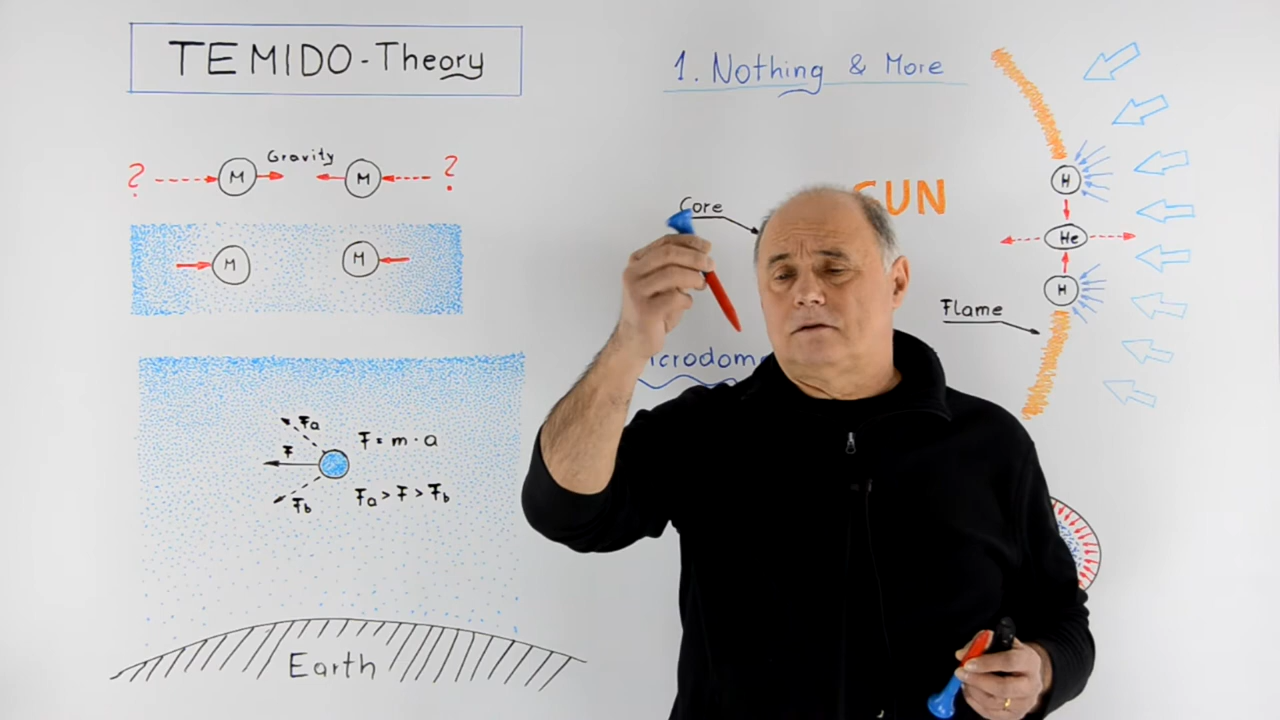 TEMIDO - Theory
1. Nothing & More
? M Gravity M ?
M M
Core
SUN
H
He
H
Flame
Fa
F
Fb
F = m · a
Fa > F > Fb
Earth